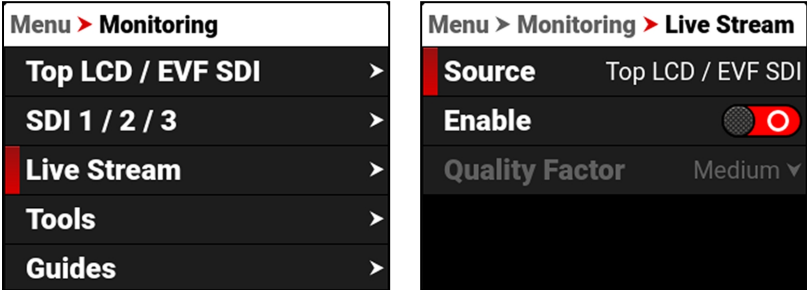 Menu ➤ Monitoring
Top LCD / EVF SDI
SDI 1 / 2 / 3
Live Stream
Tools
Guides
Menu ➤ Monitoring ➤ Live Stream
Source Top LCD / EVF SDI
Enable
Quality Factor Medium